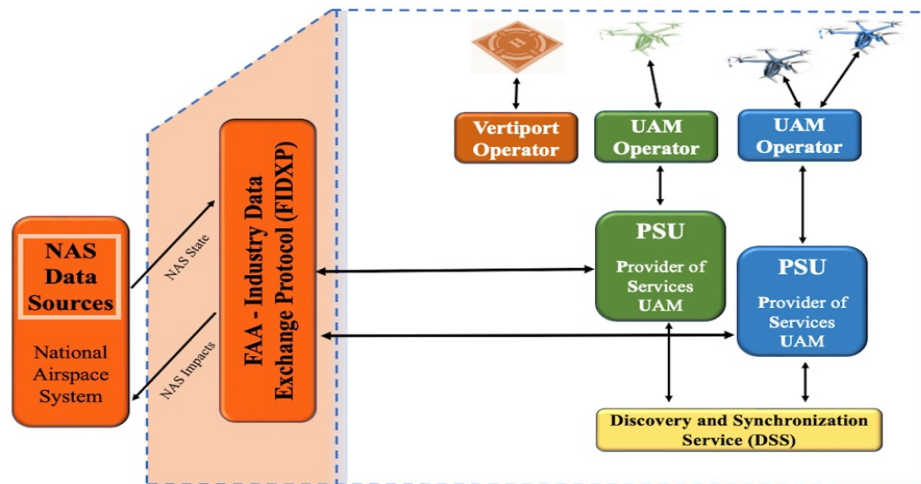 H
Vertiport
Operator
UAM
Operator
UAM
Operator
NAS
Data
Sources
National
Airspace
System
NAS State
NAS Impacts
FAA - Industry Data
Exchange Protocol (FIDXP)
PSU
Provider of
Services
UAM
PSU
Provider of
Services
UAM
Discovery and Synchronization
Service (DSS)